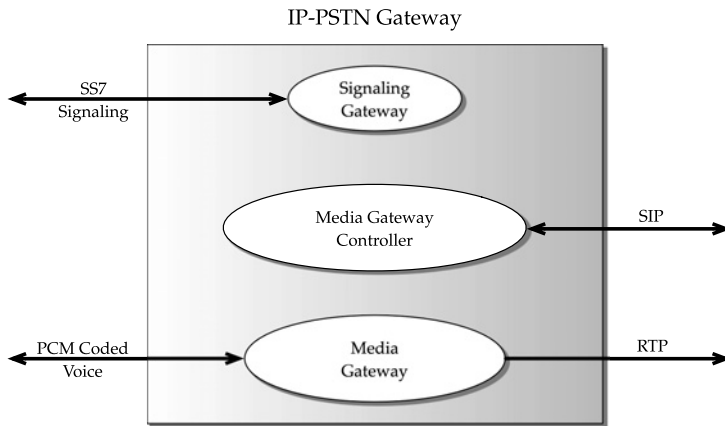 IP-PSTN Gateway
SS7
Signaling
Signaling
Gateway
Media Gateway
Controller
SIP
PCM Coded
Voice
Media
Gateway
RTP